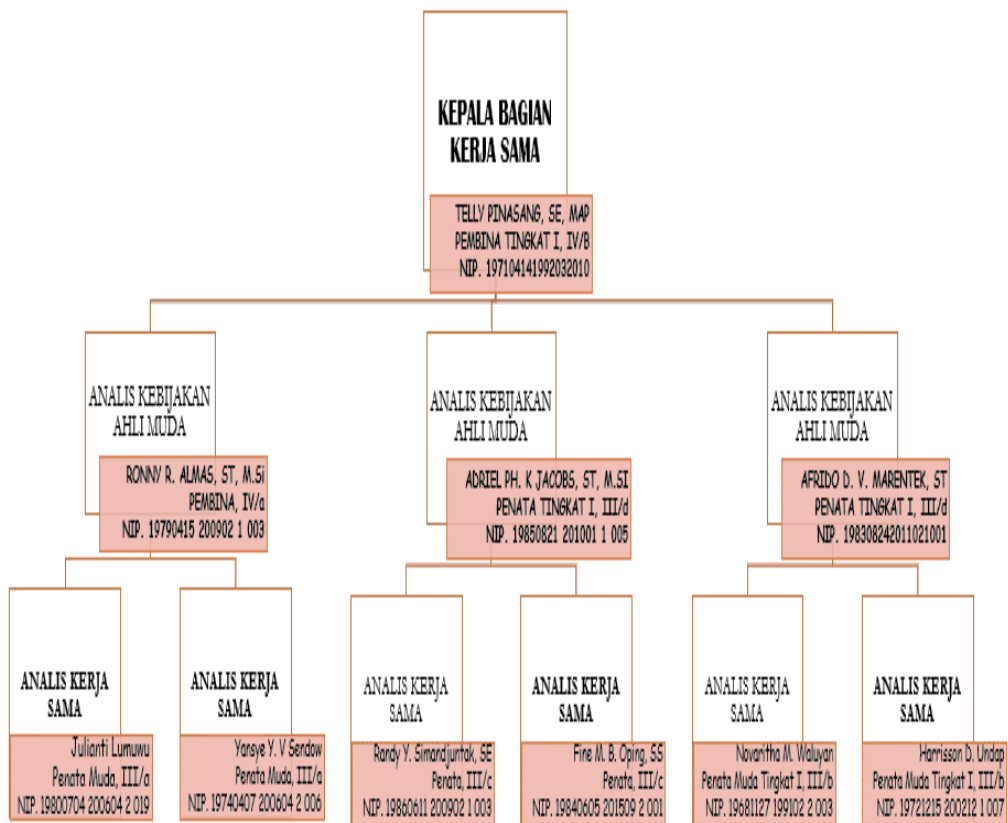 KEPALA BAGIAN
KERJA SAMA
TELLY PINASANG, SE, MAP
PEMBINA TINGKAT I, IV/B
NIP. 197104141992032010
ANALIS KEBIJAKAN
AHLI MUDA
RONNY R. ALMAS, ST, M.Si
PEMBINA, IV/a
NIP. 19790415 200902 1 003
ANALIS KEBIJAKAN
AHLI MUDA
ADRIEL PH. K JACOBS, ST, M.SI
PENATA TINGKAT I, III/d
NIP. 19850821 201001 1 005
ANALIS KEBIJAKAN
AHLI MUDA
AFRIDO D. V. MARENTEK, ST
PENATA TINGKAT I, III/d
NIP. 198308242011021001
ANALIS KERJA
SAMA
Julianti Lumuwu
Penata Muda, III/a
NIP. 19800704 200604 2 019
ANALIS KERJA
SAMA
Yansye Y. V Sendow
Penata Muda, III/a
NIP. 19740407 200604 2 006
ANALIS KERJA
SAMA
Randy Y. Simandjuntak, SE
Penata, III/c
NIP. 19860611 200902 1 003
ANALIS KERJA
SAMA
Fine M. B. Oping, SS
Penata, III/c
NIP. 19840605 201509 2 001
ANALIS KERJA
SAMA
Novaritha M. Waluyan
Penata Muda Tingkat I, III/b
NIP. 19681127 199102 2 003
ANALIS KERJA
SAMA
Harrisson D. Undap
Penata Muda Tingkat I, III/b
NIP. 19721215 200212 1 007